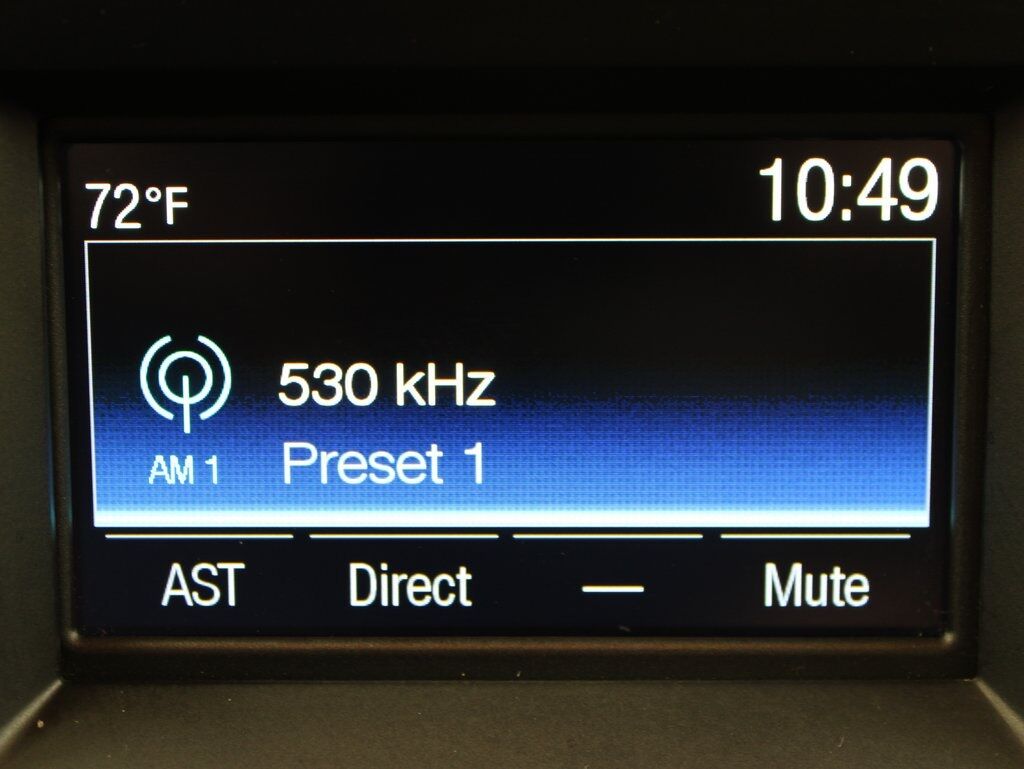 72°F
10:49
530 kHz
AM 1
Preset 1
AST Direct — Mute